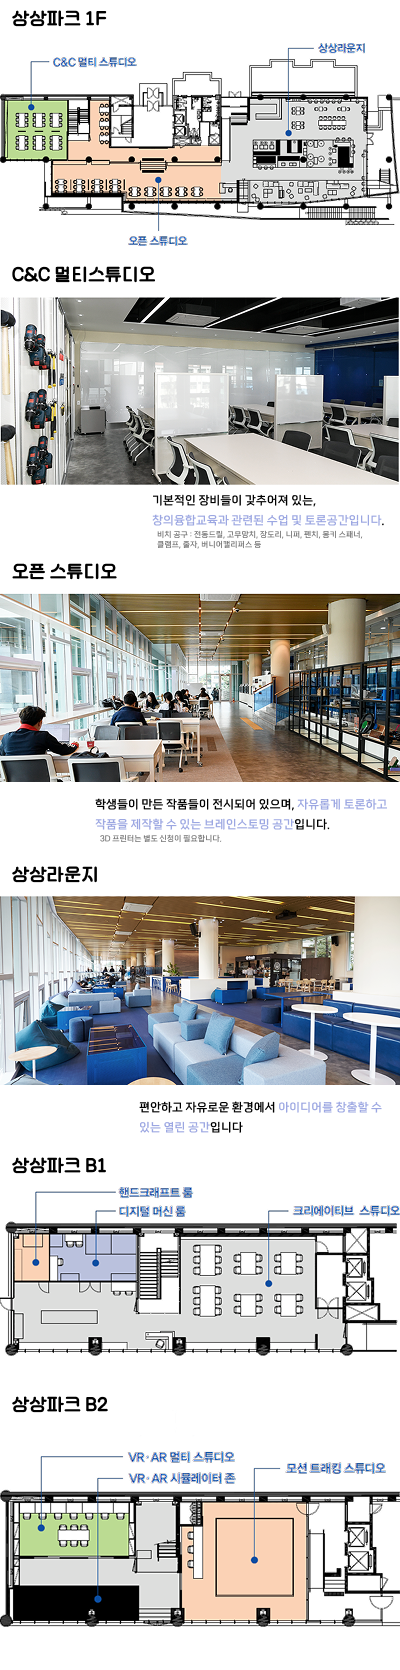 상상파크 1F
상상라운지
C&C 멀티 스튜디오
오픈 스튜디오
C&C 멀티스튜디오
기본적인 장비들이 갖추어져 있는,
창의융합교육과 관련된 수업 및 토론공간입니다.
비치 공구 : 전동드릴, 고무망치, 장도리, 니퍼, 펜치, 몽키 스패너,
클램프, 줄자, 버니어캘리퍼스 등
오픈 스튜디오
학생들이 만든 작품들이 전시되어 있으며, 자유롭게 토론하고
작품을 제작할 수 있는 브레인스토밍 공간입니다.
3D 프린터는 별도 신청이 필요합니다.
상상라운지
편안하고 자유로운 환경에서 아이디어를 창출할 수
있는 열린 공간입니다
상상파크 B1
핸드크래프트 룸
디지털 머신 룸
크리에이티브 스튜디오
상상파크 B2
VR·AR 멀티 스튜디오
VR·AR 시뮬레이터 존
모션 트래킹 스튜디오